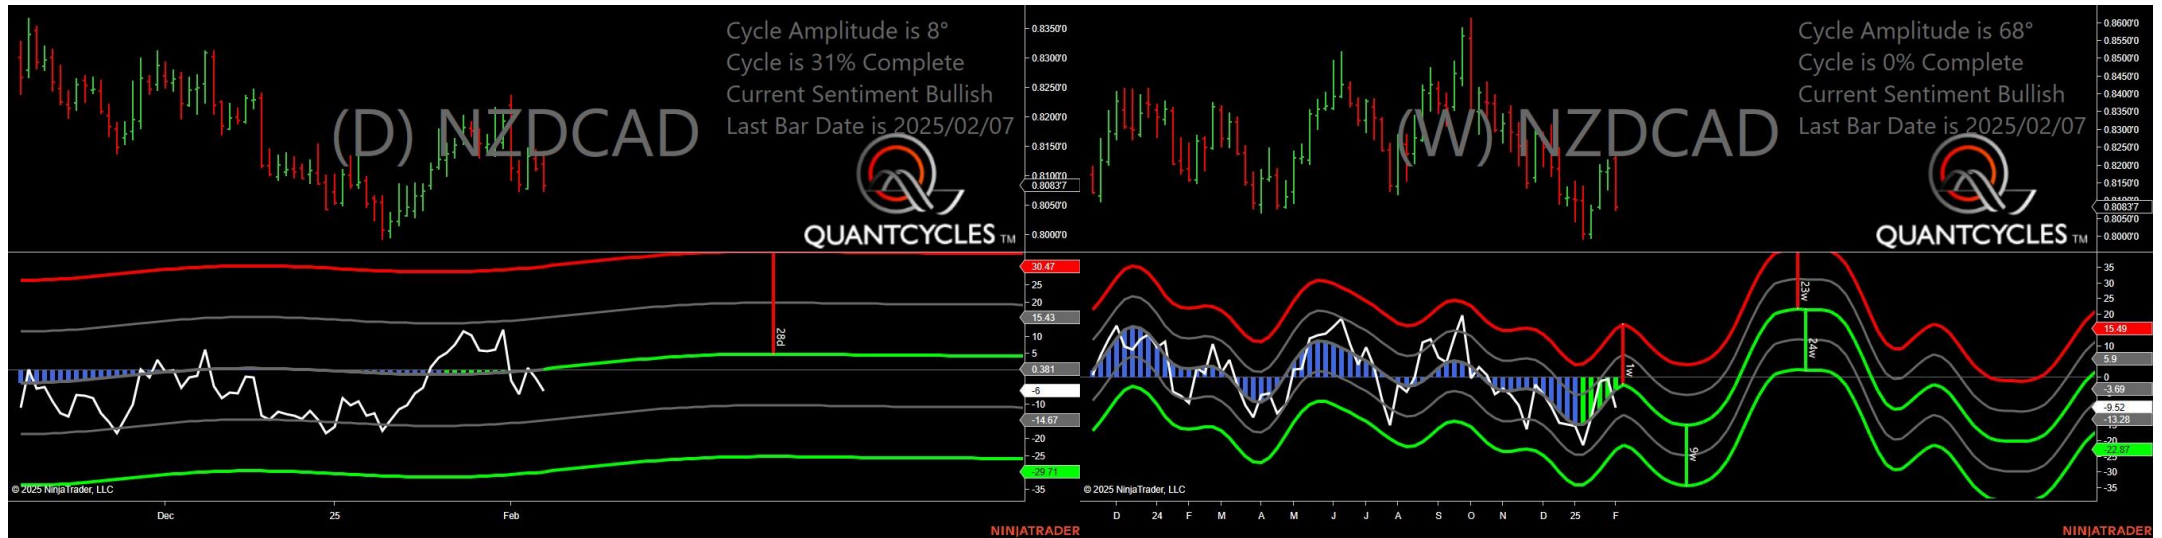 Cycle Amplitude is 8°
Cycle is 31% Complete
Current Sentiment Bullish
Last Bar Date is 2025/02/07
(D) NZDCAD
QUANTCYCLES TM
0.8350'0
0.8300'0
0.8250'0
0.8200'0
0.8150'0
0.8100'0
0.8083'7
0.8050'0
0.8000'0
30.47
25
20
15.43
10
5
0.381
-6
-10
-14.67
-20
-25
-29.71
-35
28d
© 2025 NinjaTrader, LLC
Dec
25
Feb
NINJATRADER
Cycle Amplitude is 68°
Cycle is 0% Complete
Current Sentiment Bullish
Last Bar Date is 2025/02/07
(W) NZDCAD
QUANTCYCLES TM
0.8600'0
0.8550'0
0.8500'0
0.8450'0
0.8400'0
0.8350'0
0.8300'0
0.8250'0
0.8200'0
0.8150'0
0.8083'7
0.8050'0
0.8000'0
35
30
25
20
15.49
10
5.9
0
-3.69
-9.52
-13.28
-20
-22.87
-30
-35
1w
9w
23w
24w
© 2025 NinjaTrader, LLC
D 24 F M A M J J A S O N D 25 F
NINJATRADER